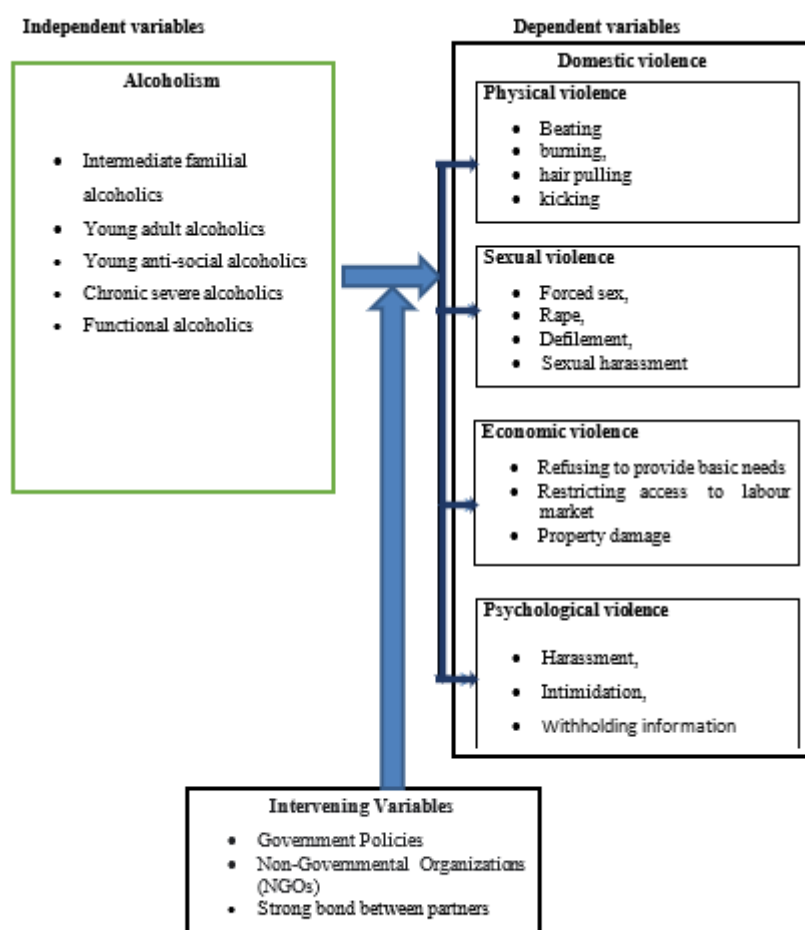 Independent variables
Dependent variables
Alcoholism
• Intermediate familial
alcoholics
• Young adult alcoholics
• Young anti-social alcoholics
• Chronic severe alcoholics
• Functional alcoholics
Domestic violence
Physical violence
• Beating
• burning,
• hair pulling
• kicking
Sexual violence
• Forced sex,
• Rape,
• Defilement,
• Sexual harassment
Economic violence
• Refusing to provide basic needs
• Restricting access to labour
market
• Property damage
Psychological violence
• Harassment,
• Intimidation,
• Withholding information
Intervening Variables
• Government Policies
• Non-Governmental Organizations
(NGOs)
• Strong bond between partners